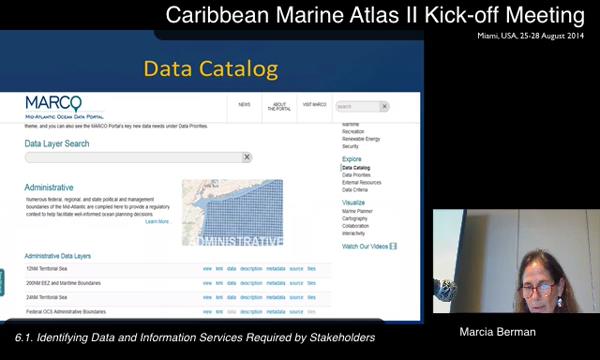 Caribbean Marine Atlas II Kick-off Meeting
Miami, USA, 25-28 August 2014
Data Catalog
MARCO
MID-ATLANTIC OCEAN DATA PORTAL
NEWS
ABOUT
THE PORTAL
VISIT MARCO
search
X
theme, and you can also see the MARCO Portal's key new data needs under Data Priorities.
Data Layer Search
X
Administrative
Numerous federal, regional, and state political and management
boundaries of the Mid-Atlantic are compiled here to provide a regulatory
context to help facilitate well-informed ocean planning decisions.
Learn More...
ADMINISTRATIVE
Maritime
Recreation
Renewable Energy
Security
Explore
Data Catalog
Data Priorities
External Resources
Data Criteria
Visualize
Marine Planner
Cartography
Collaboration
Interactivity
Watch Our Videos
Administrative Data Layers
12NM Territorial Sea view kml data description metadata source tiles
200NM EEZ and Maritime Boundaries view kml data description metadata source tiles
24NM Territorial Sea view kml data description metadata source tiles
Federal OCS Administrative Boundaries view kml data description metadata source tiles
6.1. Identifying Data and Information Services Required by Stakeholders
Marcia Berman